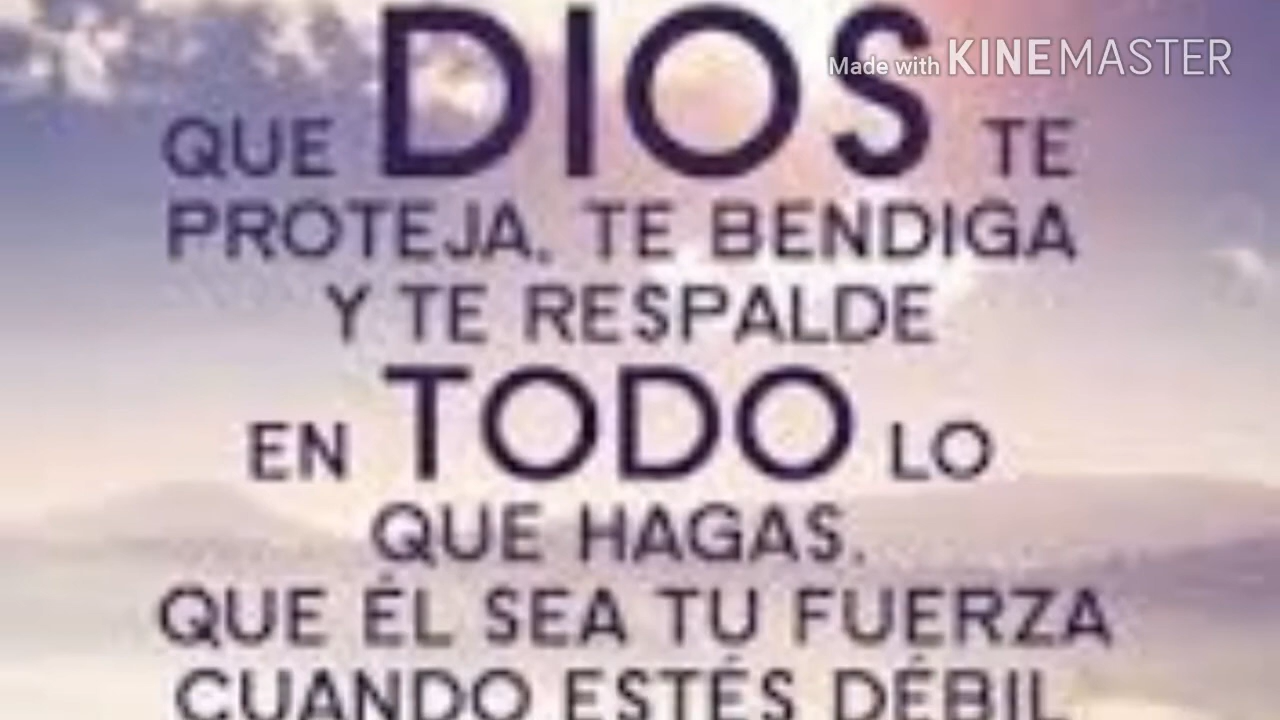 Made with KINEMASTER
QUE DIOS TE
PROTEJA, TE BENDIGA
Y TE RESPALDE
EN TODO LO
QUE HAGAS.
QUE ÉL SEA TU FUERZA
CUANDO ESTÉS DÉBIL